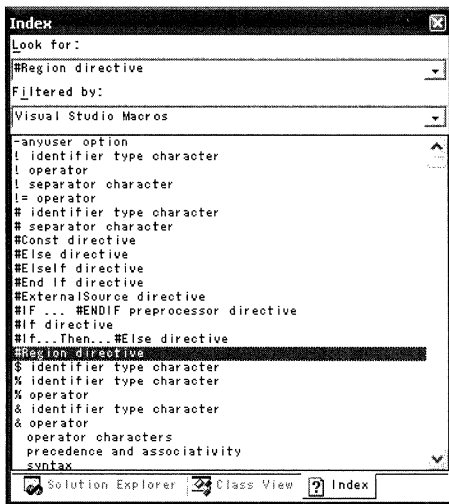 Index
Look for:
#Region directive
Filtered by:
Visual Studio Macros
-anyuser option
! identifier type character
! operator
! separator character
!= operator
# identifier type character
# separator character
#Const directive
#Else directive
#ElseIf directive
#End If directive
#ExternalSource directive
#IF ... #ENDIF preprocessor directive
#If directive
#If...Then...#Else directive
#Region directive
$ identifier type character
% identifier type character
% operator
& identifier type character
& operator
operator characters
precedence and associativity
syntax
Solution Explorer Class View Index